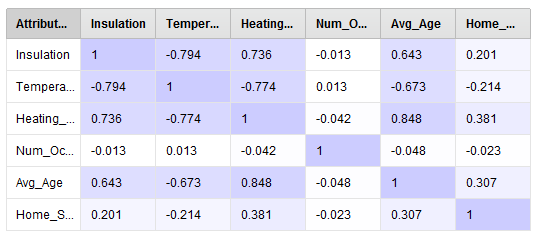 Attribut... Insulation Temper... Heating... Num_O... Avg_Age Home_...
Insulation 1 -0.794 0.736 -0.013 0.643 0.201
Tempera... -0.794 1 -0.774 0.013 -0.673 -0.214
Heating_... 0.736 -0.774 1 -0.042 0.848 0.381
Num_Oc... -0.013 0.013 -0.042 1 -0.048 -0.023
Avg_Age 0.643 -0.673 0.848 -0.048 1 0.307
Home_S... 0.201 -0.214 0.381 -0.023 0.307 1